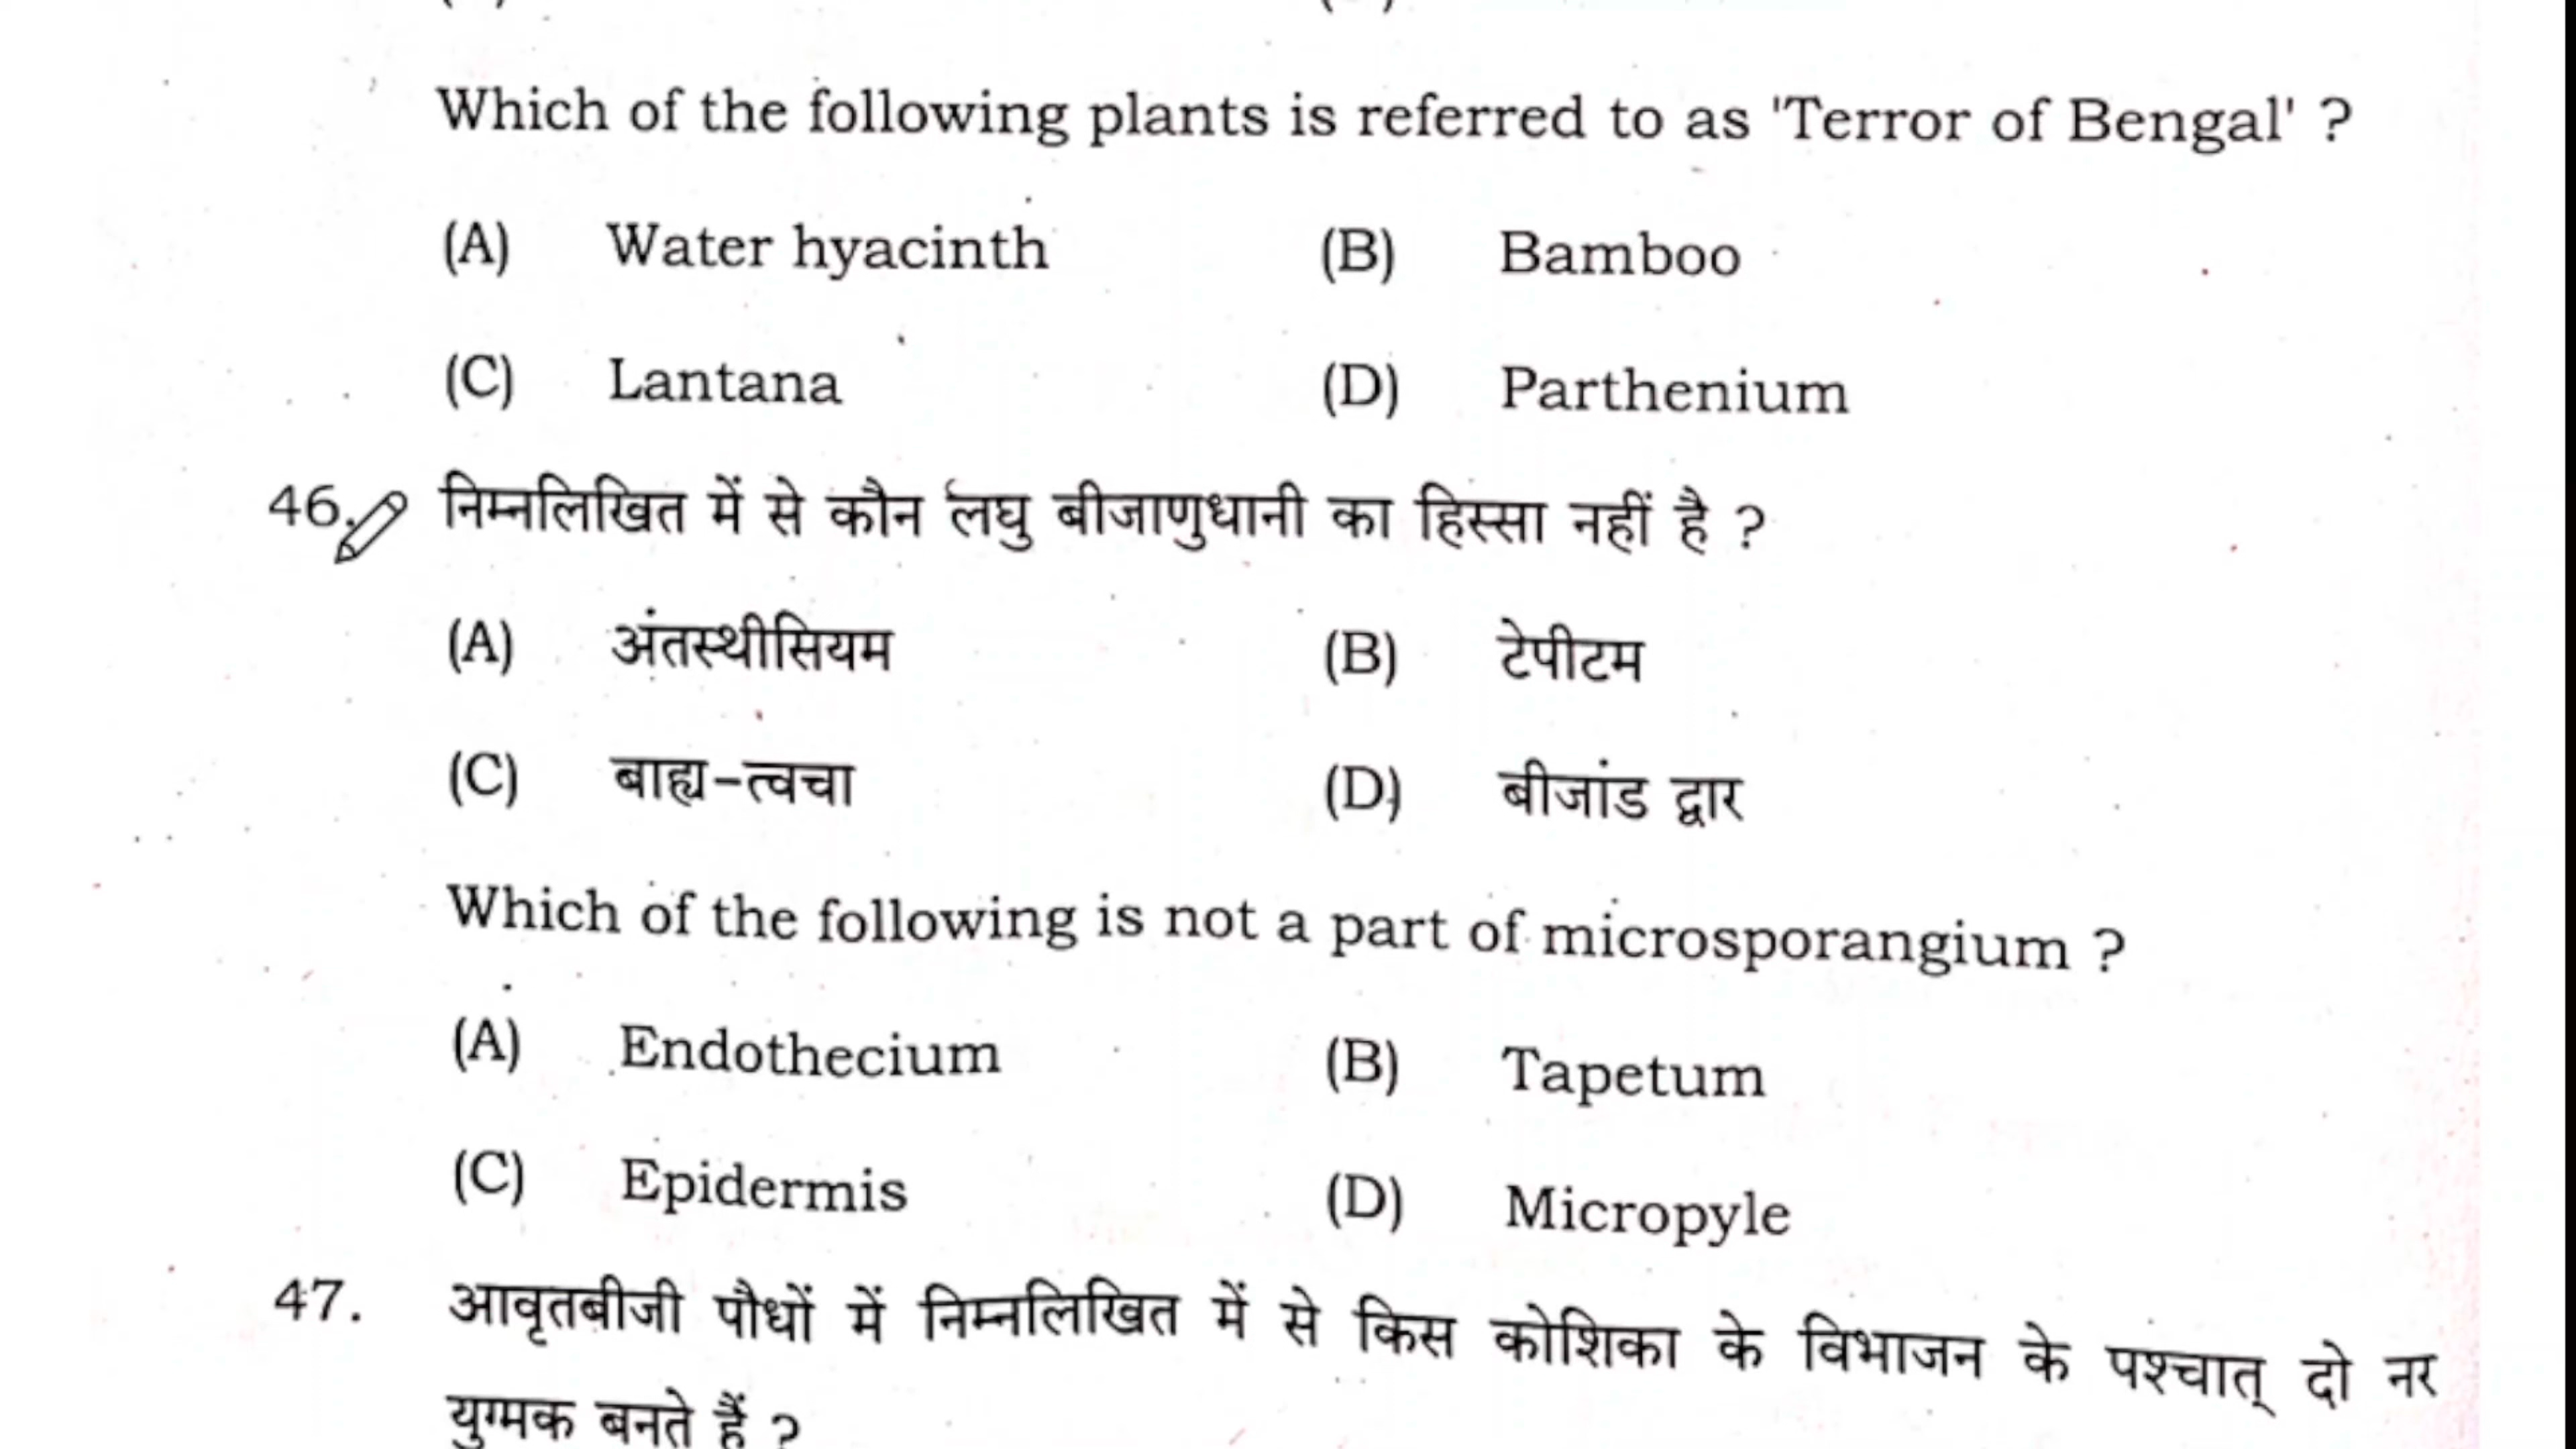 Which of the following plants is referred to as 'Terror of Bengal' ?
(A) Water hyacinth (B) Bamboo
(C) Lantana (D) Parthenium
46. निम्नलिखित में से कौन लघु बीजाणुधानी का हिस्सा नहीं है ?
(A) अंतस्थीसियम (B) टेपीटम
(C) बाह्य-त्वचा (D) बीजांड द्वार
Which of the following is not a part of microsporangium ?
(A) Endothecium (B) Tapetum
(C) Epidermis (D) Micropyle
47. आवृतबीजी पौधों में निम्नलिखित में से किस कोशिका के विभाजन के पश्चात् दो नर
युग्मक बनते हैं ?